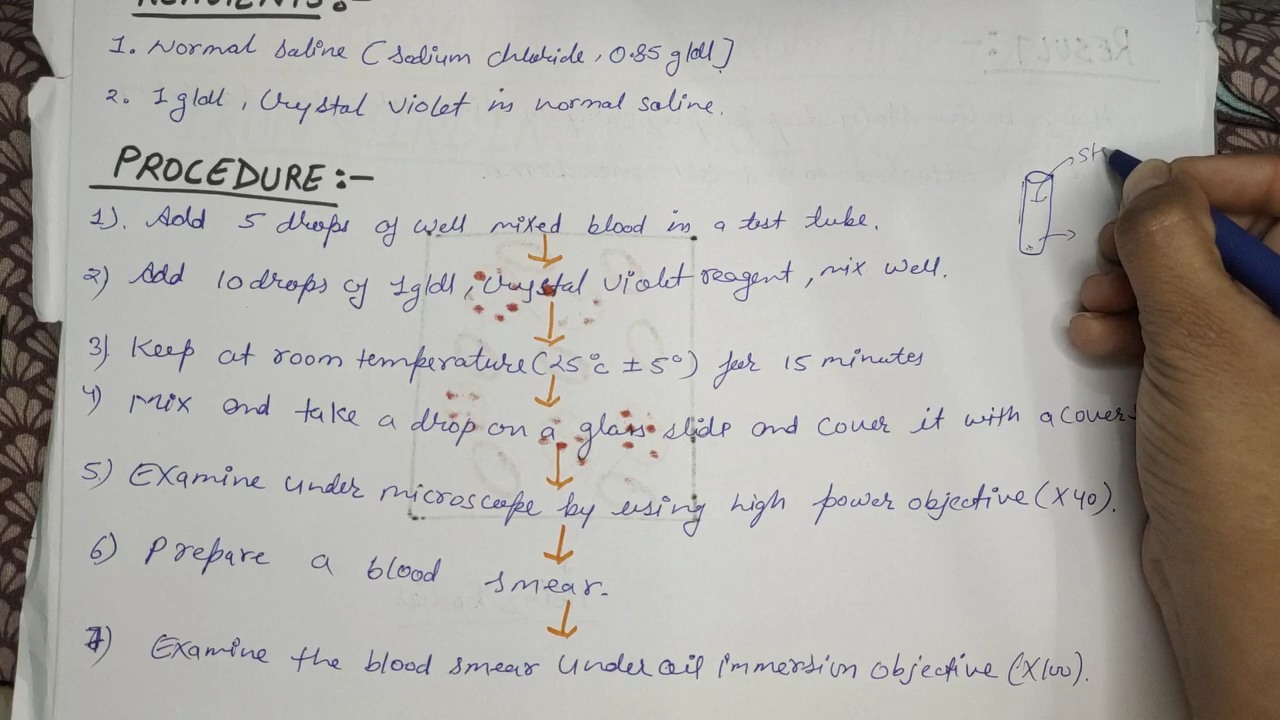 REAGENTS:-
1. Normal Saline (Sodium chloride, 0.85 g/dl]
2. 1g/dl, Crystal Violet in normal saline.
PROCEDURE:-
1). Add 5 drops of well mixed blood in a test tube.
2) Add 10 drops of 1g/dl, Crystal Violet reagent, mix well.
3) Keep at room temperature (25°c ± 5°) for 15 minutes
4) Mix and take a drop on a glass slide and cover it with a cover-
5.) Examine under microscope by using high power objective (X40).
6) Prepare a blood smear.
7) Examine the blood smear under oil immersion objective (X100).
RESULT:-